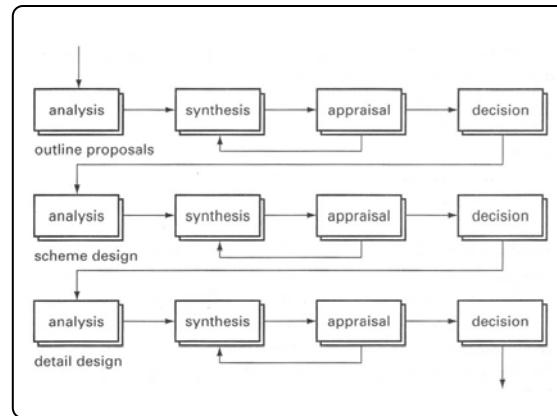 analysis synthesis appraisal decision
outline proposals
analysis synthesis appraisal decision
scheme design
analysis synthesis appraisal decision
detail design